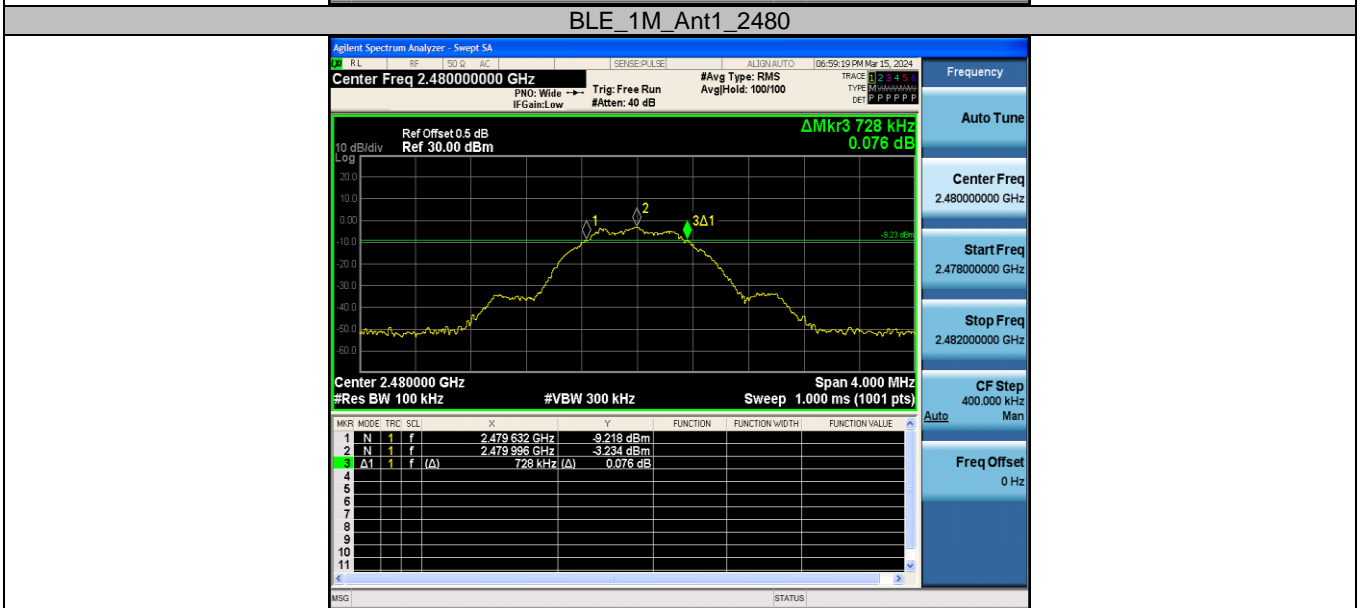 BLE_1M_Ant1_2480
Agilent Spectrum Analyzer - Swept SA
RL RF 50 Ω AC SENSE:PULSE ALIGNAUTO 06:59:19 PM Mar 15, 2024
Center Freq 2.480000000 GHz
PNO: Wide
IFGain:Low
Trig: Free Run
#Atten: 40 dB
#Avg Type: RMS
Avg|Hold: 100/100
TRACE 1 2 3 4 5 6
TYPE M
DET P P P P P P
Frequency
Auto Tune
Center Freq
2.480000000 GHz
Start Freq
2.478000000 GHz
Stop Freq
2.482000000 GHz
CF Step
400.000 kHz
Auto Man
Freq Offset
0 Hz
ΔMkr3 728 kHz
0.076 dB
Ref Offset 0.5 dB
10 dB/div Ref 30.00 dBm
Log
20.0
10.0
0.00
-10.0
-20.0
-30.0
-40.0
-50.0
-60.0
1
2
3Δ1
-9.23 dBm
Center 2.480000 GHz Span 4.000 MHz
#Res BW 100 kHz #VBW 300 kHz Sweep 1.000 ms (1001 pts)
MKR MODE TRC SCL X Y FUNCTION FUNCTION WIDTH FUNCTION VALUE
1 N 1 f 2.479 632 GHz -9.218 dBm
2 N 1 f 2.479 996 GHz -3.234 dBm
3 Δ1 1 f (Δ) 728 kHz (Δ) 0.076 dB
4
5
6
7
8
9
10
11
MSG STATUS